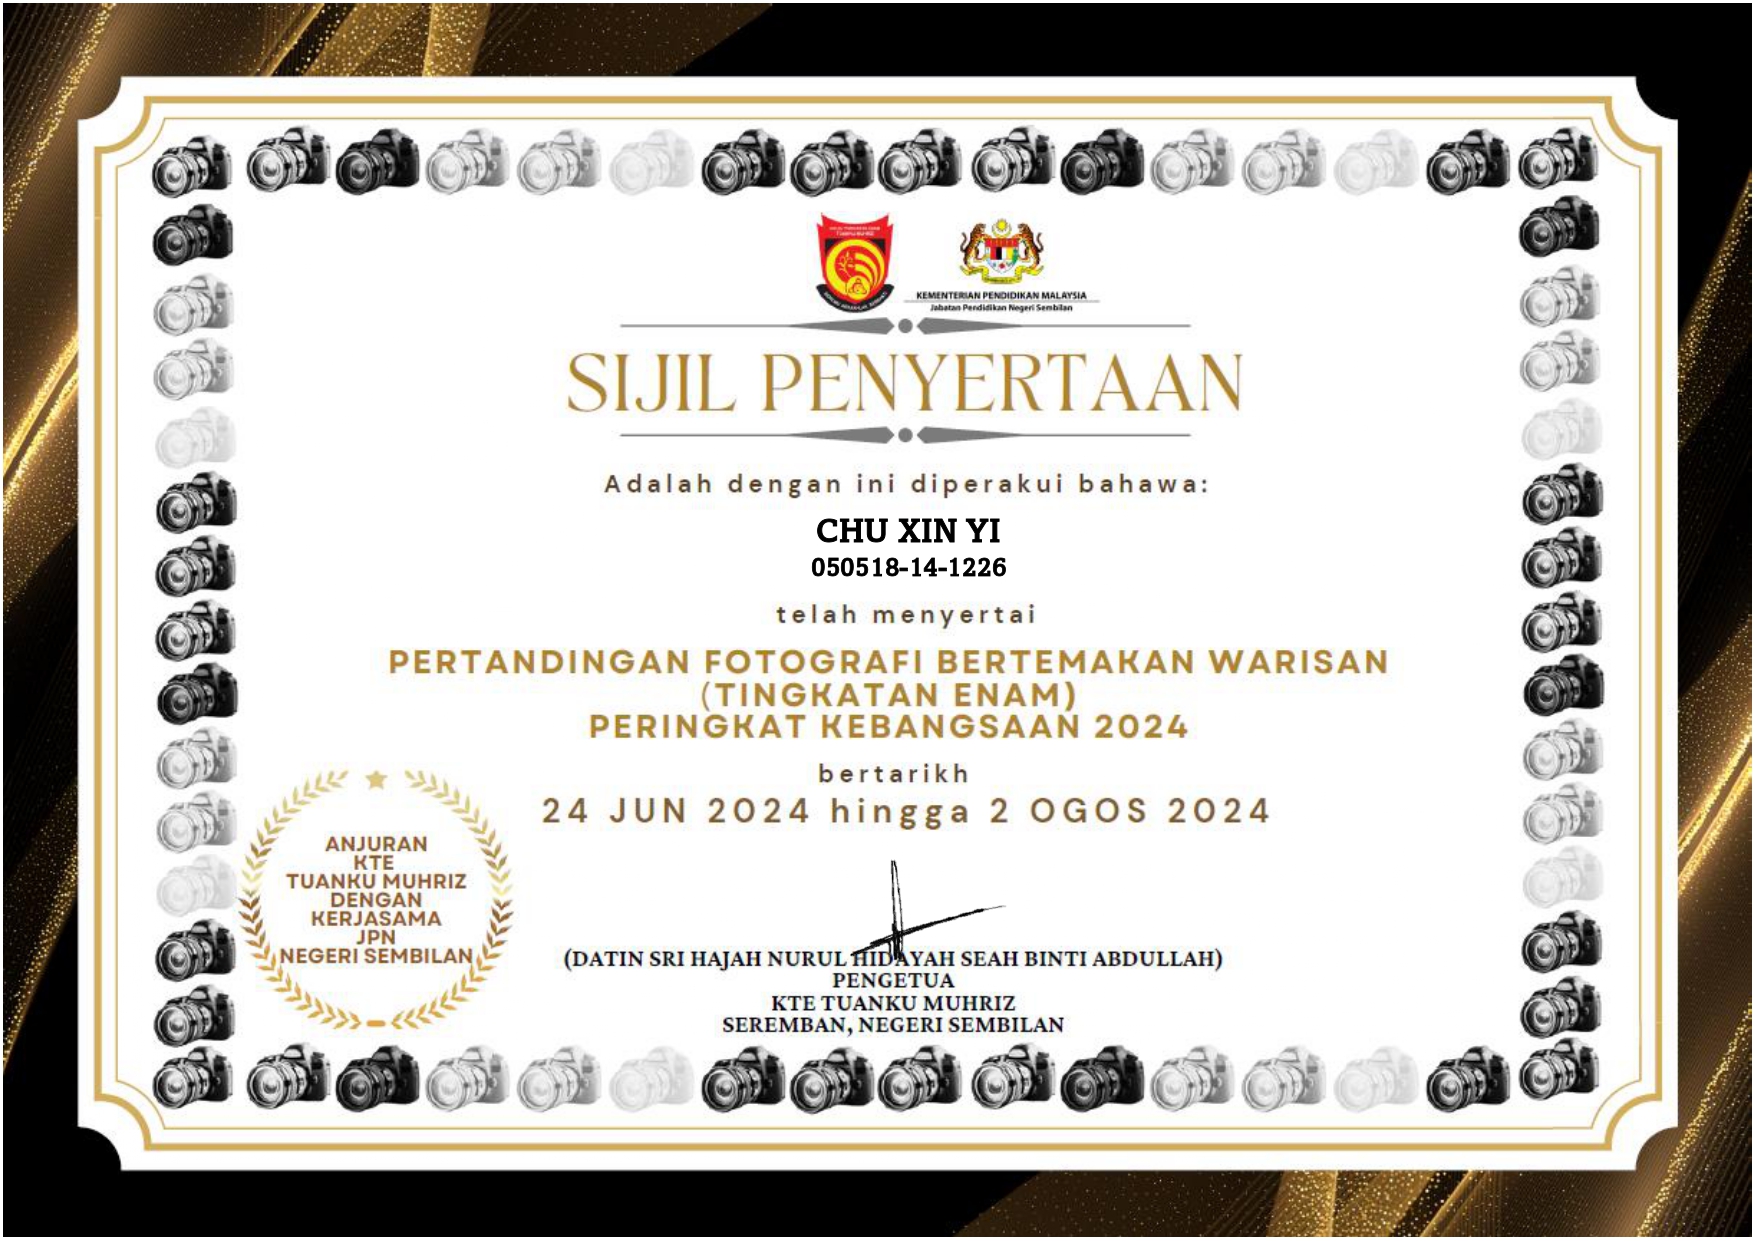 KEMENTERIAN PENDIDIKAN MALAYSIA
Jabatan Pendidikan Negeri Sembilan
SIJIL PENYERTAAN
Adalah dengan ini diperakui bahawa:
CHU XIN YI
050518-14-1226
telah menyertai
PERTANDINGAN FOTOGRAFI BERTEMAKAN WARISAN
(TINGKATAN ENAM)
PERINGKAT KEBANGSAAN 2024
bertarikh
24 JUN 2024 hingga 2 OGOS 2024
ANJURAN
KTE
TUANKU MUHRIZ
DENGAN
KERJASAMA
JPN
NEGERI SEMBILAN
(DATIN SRI HAJAH NURUL HIDAYAH SEAH BINTI ABDULLAH)
PENGETUA
KTE TUANKU MUHRIZ
SEREMBAN, NEGERI SEMBILAN